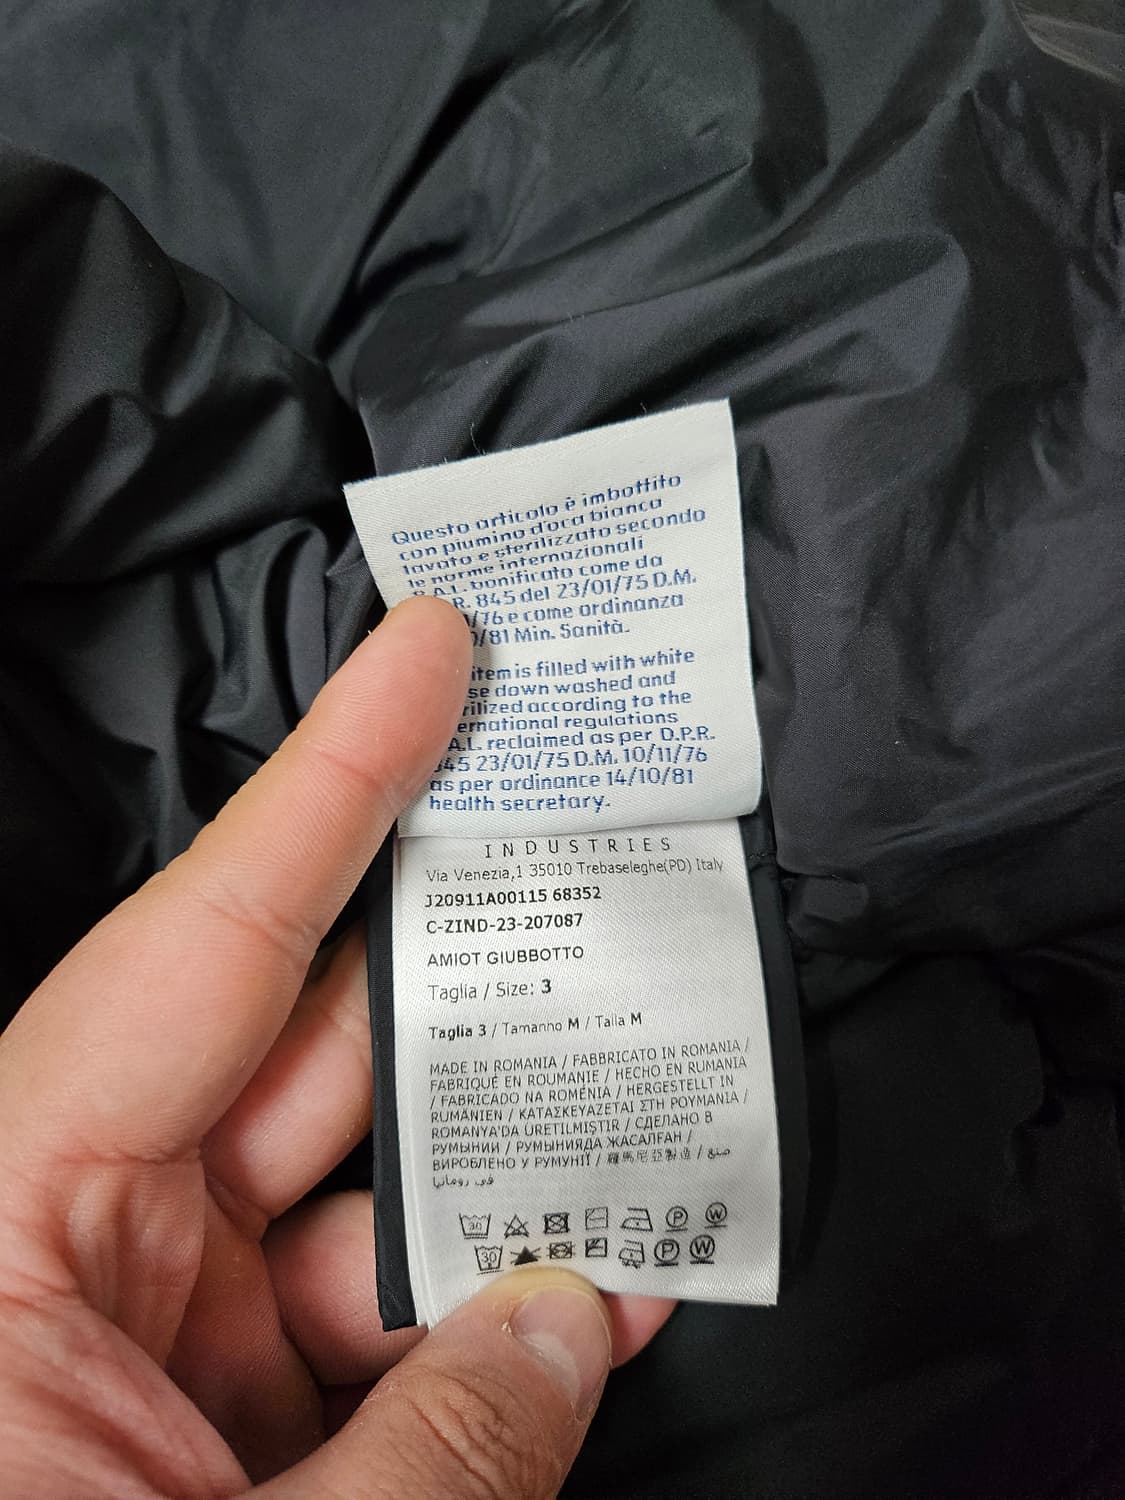 Questo articolo è imbottito
con piumino d'oca bianca
lavato e sterilizzato secondo
le norme internazionali
bonificato come da
R. 845 del 23/01/75 D.M.
/76 e come ordinanza
/81 Min. Sanità.
item is filled with white
se down washed and
rilized according to the
ernational regulations
A.L. reclaimed as per D.P.R.
45 23/01/75 D.M. 10/11/76
as per ordinance 14/10/81
health secretary.
INDUSTRIES
Via Venezia,1 35010 Trebaseleghe(PD) Italy
J20911A00115 68352
C-ZIND-23-207087
AMIOT GIUBBOTTO
Taglia / Size: 3
Taglia 3 / Tamanho M / Talla M
MADE IN ROMANIA / FABBRICATO IN ROMANIA /
FABRIQUÉ EN ROUMANIE / HECHO EN RUMANIA
/ FABRICADO NA ROMÉNIA / HERGESTELLT IN
RUMÄNIEN / ΚΑΤΑΣΚΕΥΑΖΕΤΑΙ ΣΤΗ ΡΟΥΜΑΝΙΑ /
ROMANYA'DA ÜRETILMIŞTIR / СДЕЛАНО В
РУМЫНИИ / РУМЫНИЯДА ЖАСАЛҒАН /
ВИРОБЛЕНО У РУМУНІЇ / 羅馬尼亞製造 / صنع
في رومانيا
30 P W
30 P W